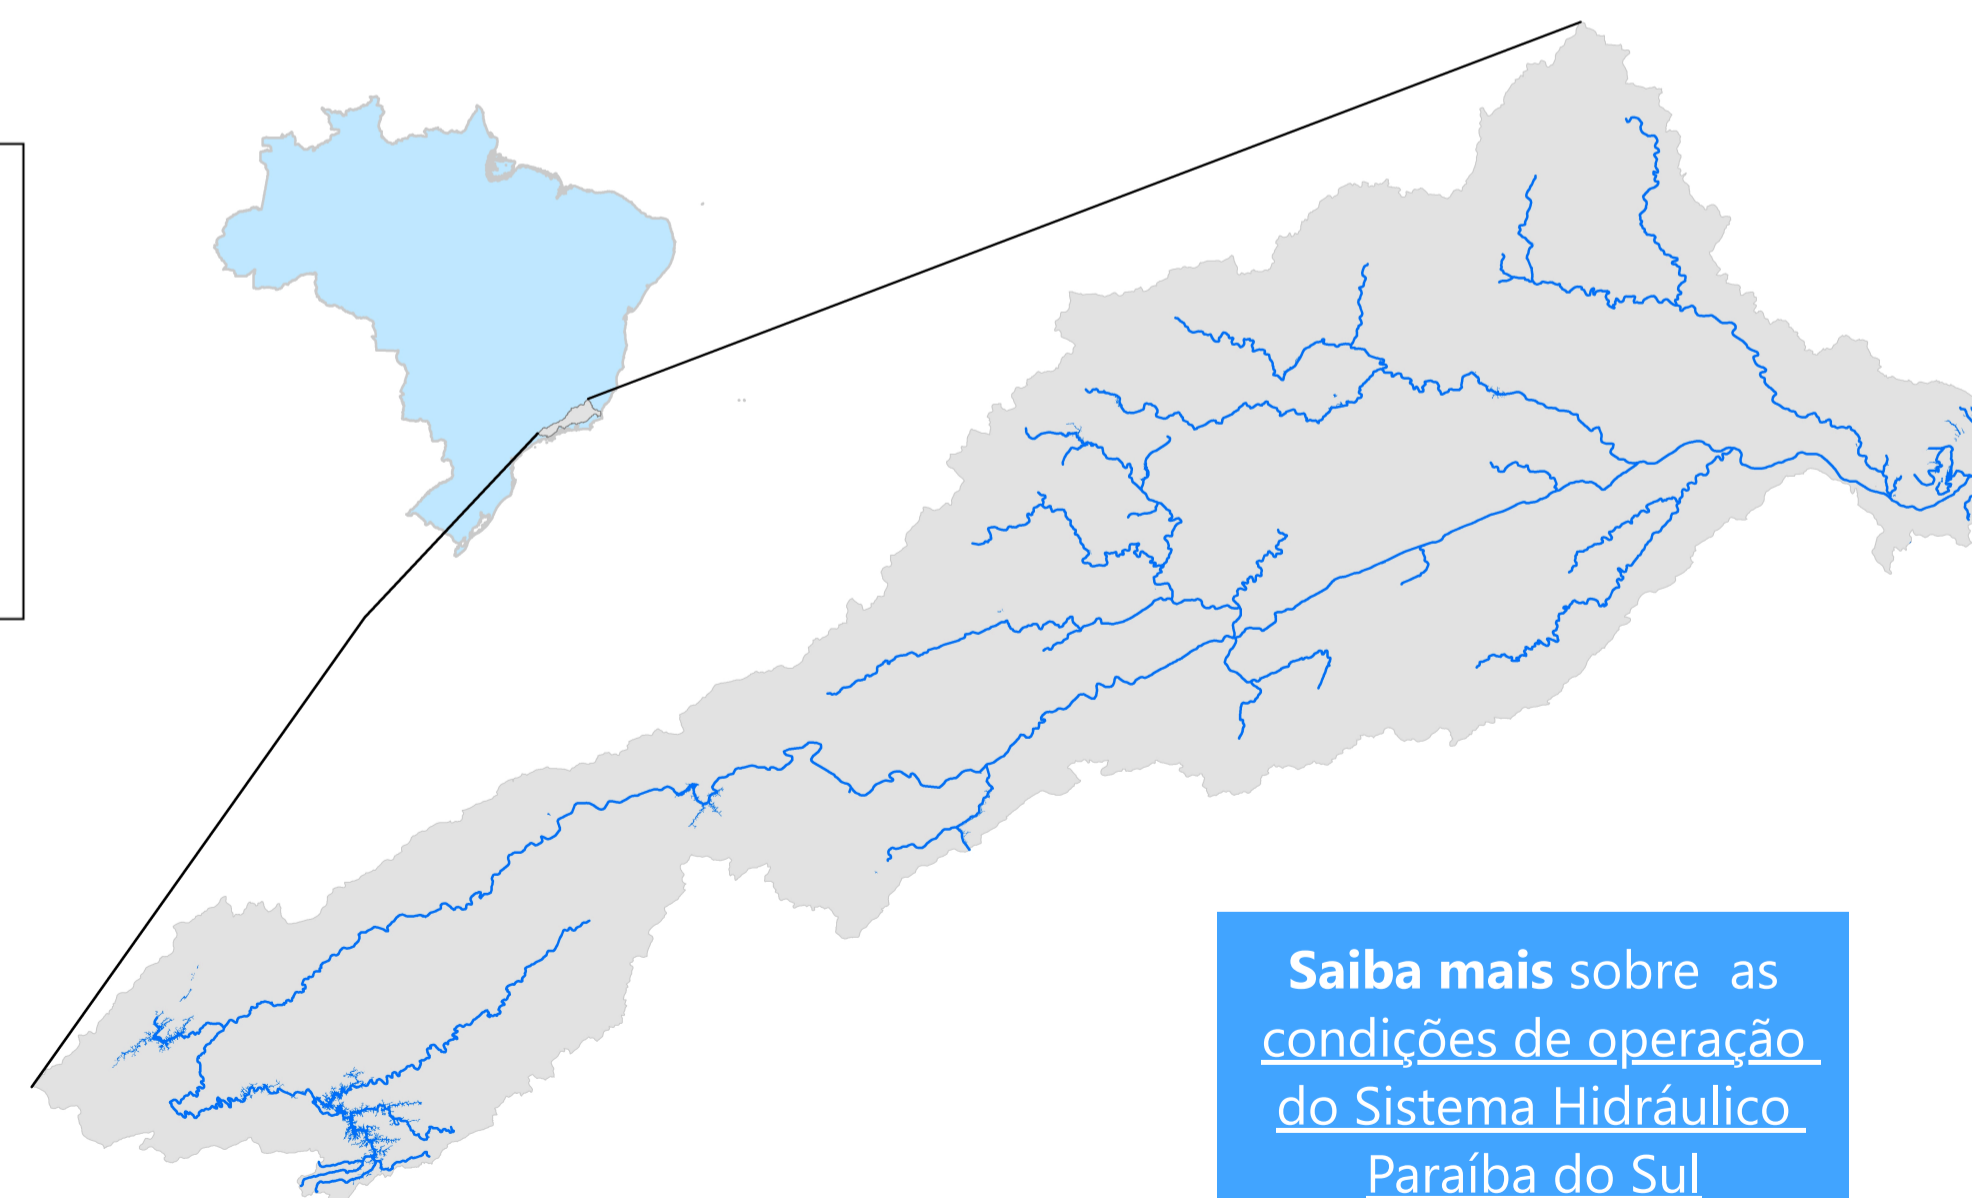 Saiba mais sobre as
condições de operação
do Sistema Hidráulico
Paraíba do Sul